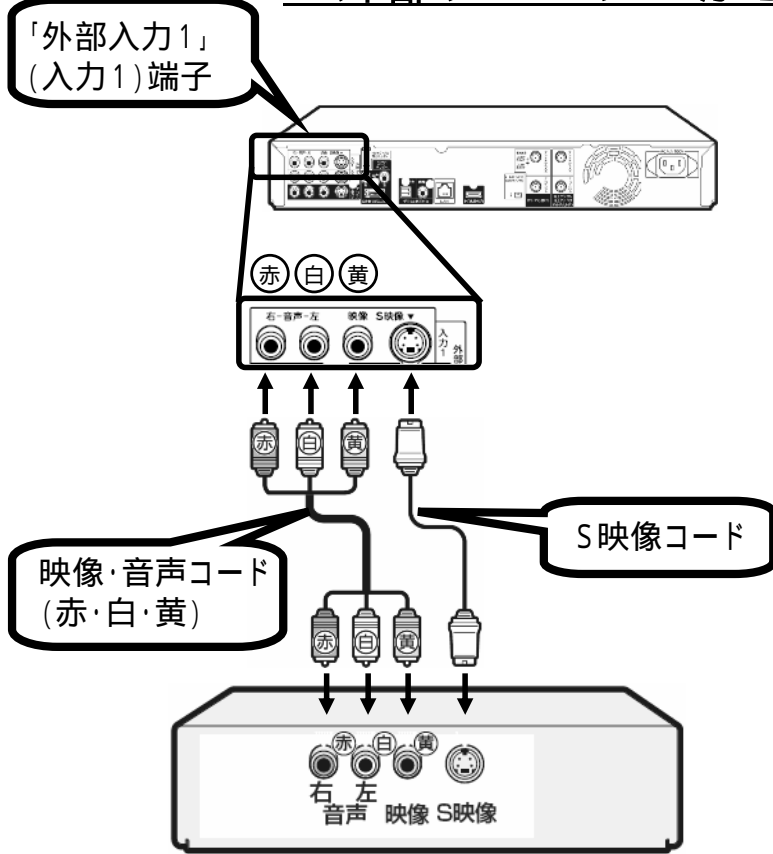 「外部入力1」
(入力1)端子
赤 白 黄
右-音声-左 映像 S映像
入力1
外部
赤 白 黄
S映像コード
映像・音声コード
(赤・白・黄)
赤 白 黄
赤 白 黄
右 左
音声 映像 S映像